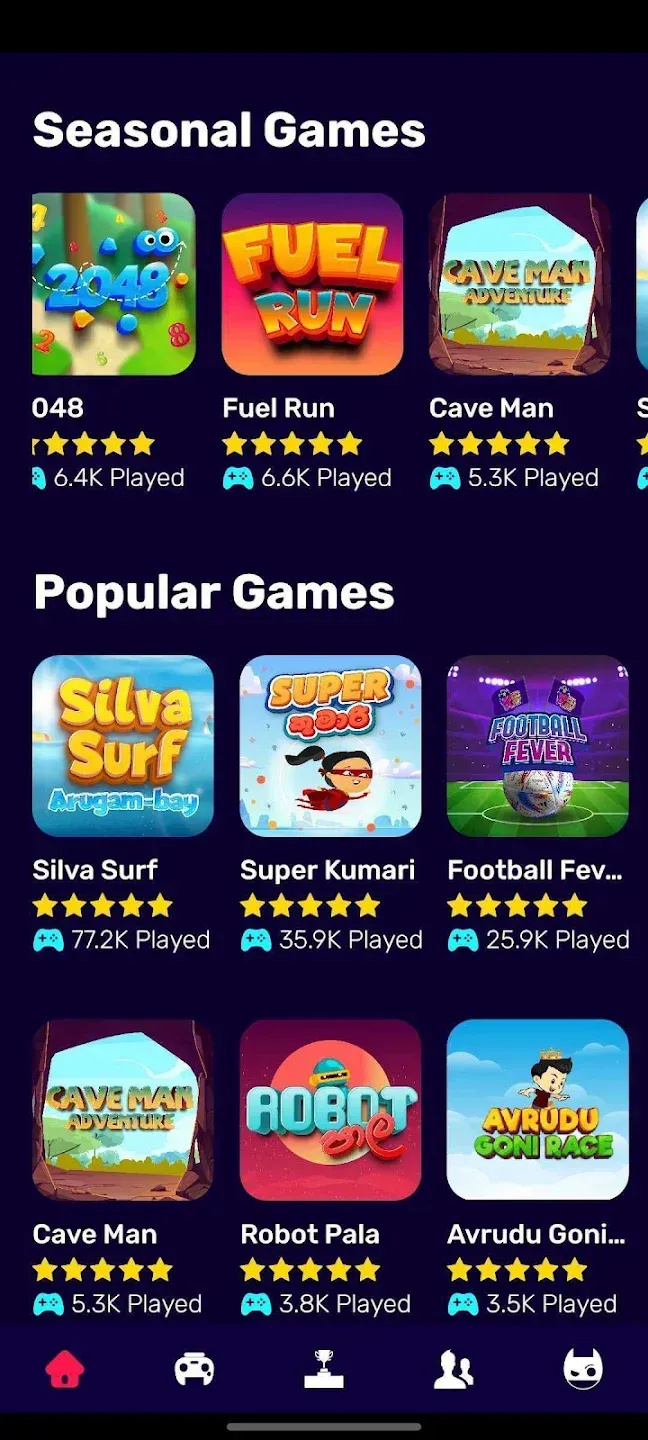 Seasonal Games
2048
FUEL
RUN
CAVE MAN
ADVENTURE
048
Fuel Run
Cave Man
6.4K Played
6.6K Played
5.3K Played
Popular Games
Silva
Surf
Arugam-bay
SUPER
කුමාරි
FOOTBALL
FEVER
Silva Surf
Super Kumari
Football Fev...
77.2K Played
35.9K Played
25.9K Played
CAVE MAN
ADVENTURE
ROBOT
පාල
AVRUDU
GONI RACE
Cave Man
Robot Pala
Avrudu Goni...
5.3K Played
3.8K Played
3.5K Played